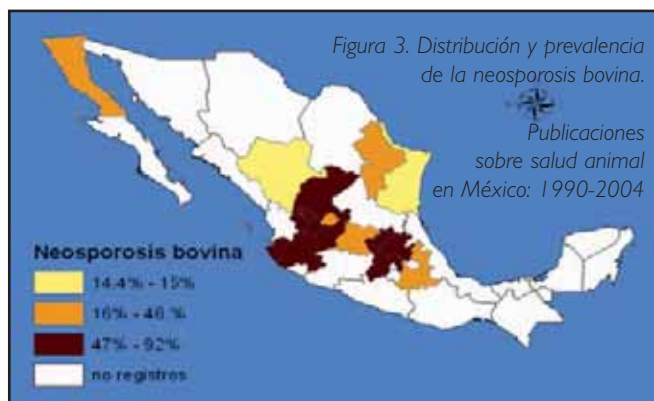 Figura 3. Distribución y prevalencia
de la neosporosis bovina.
Publicaciones
sobre salud animal
en México: 1990-2004
Neosporosis bovina
14.4% - 15%
16% - 46 %
47% - 92%
no registros